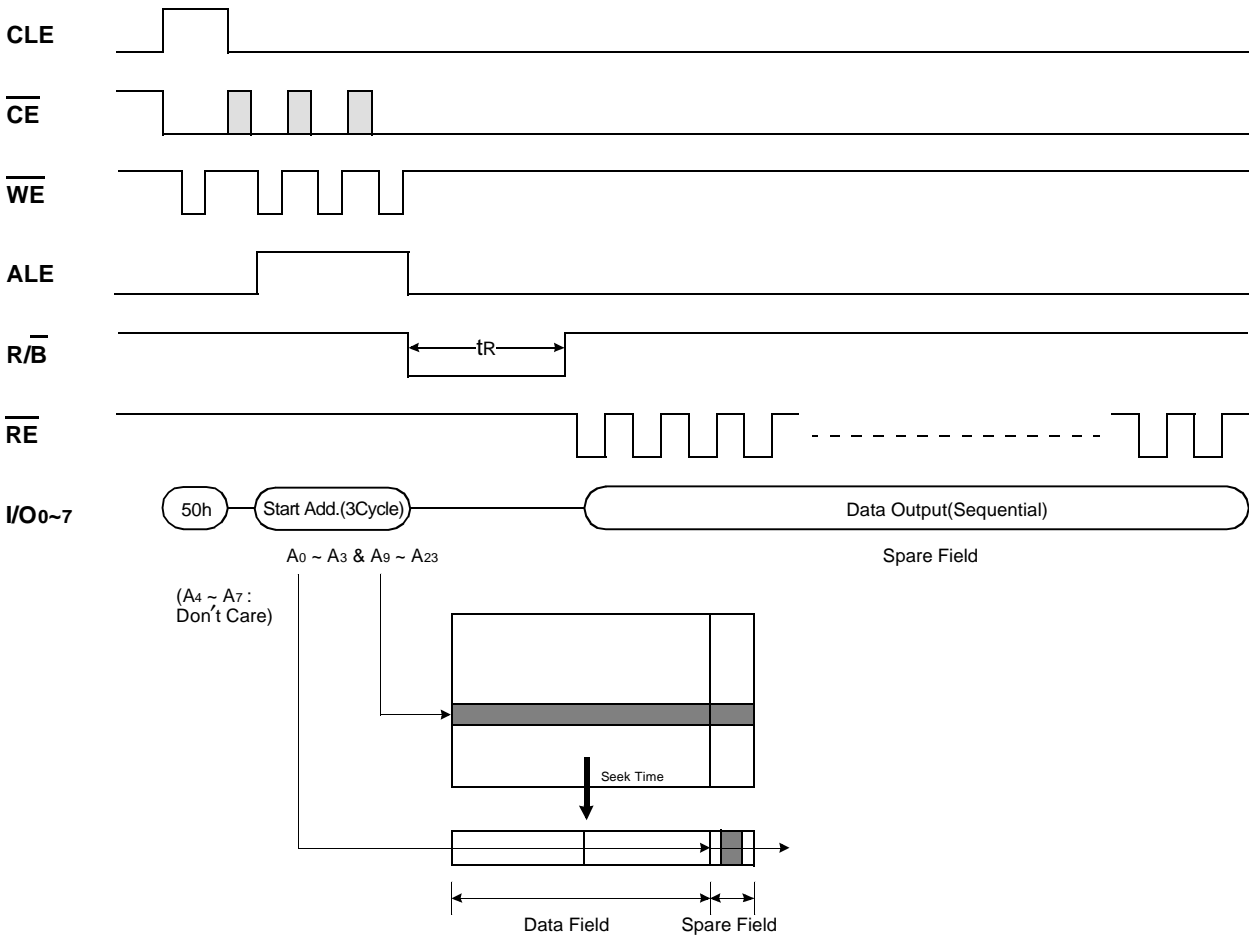 CLE
CE
WE
ALE
R/B
tR
RE
I/O0~7
50h
Start Add.(3Cycle)
Data Output(Sequential)
A0 ~ A3 & A9 ~ A23
Spare Field
(A4 ~ A7 :
Don't Care)
Seek Time
Data Field
Spare Field